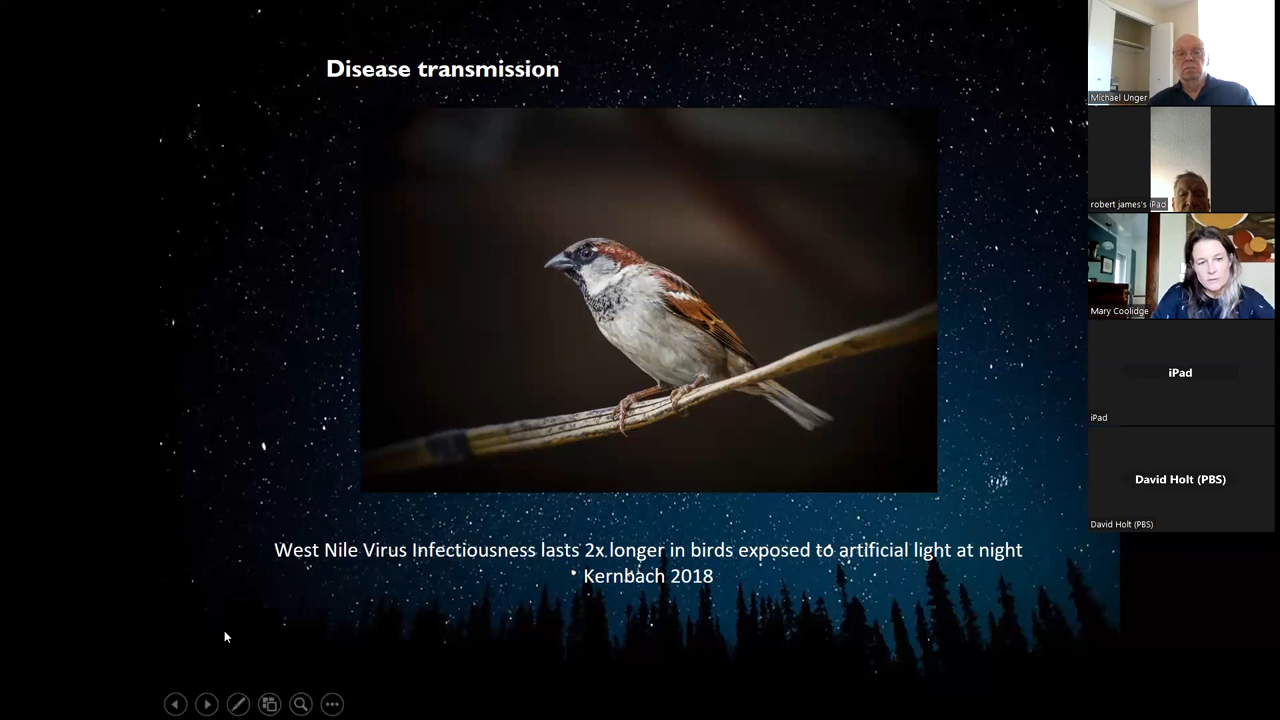 Disease transmission
West Nile Virus Infectiousness lasts 2x longer in birds exposed to artificial light at night
Kernbach 2018
Michael Unger
robert james's iPad
Mary Coolidge
iPad
iPad
David Holt (PBS)
David Holt (PBS)